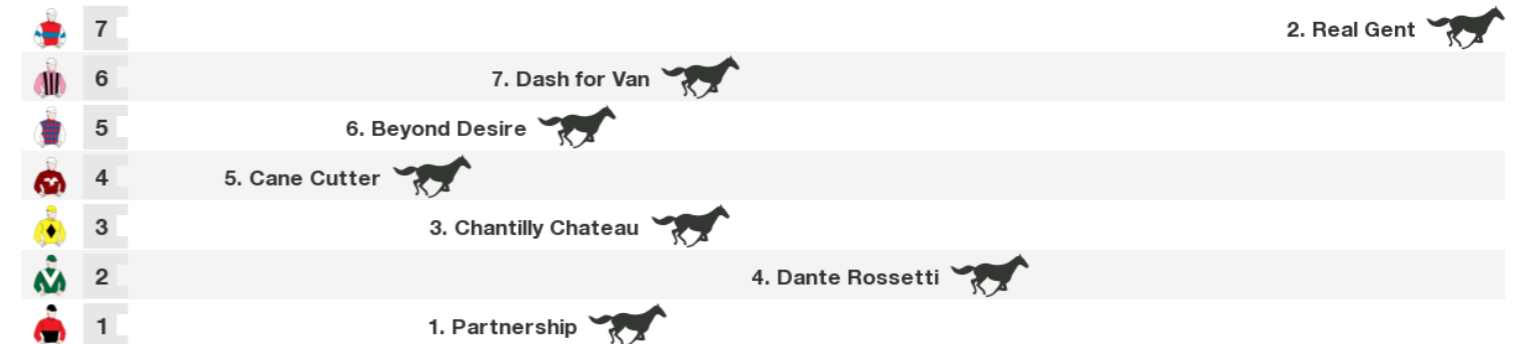 7 2. Real Gent
6 7. Dash for Van
5 6. Beyond Desire
4 5. Cane Cutter
3 3. Chantilly Chateau
2 4. Dante Rossetti
1 1. Partnership